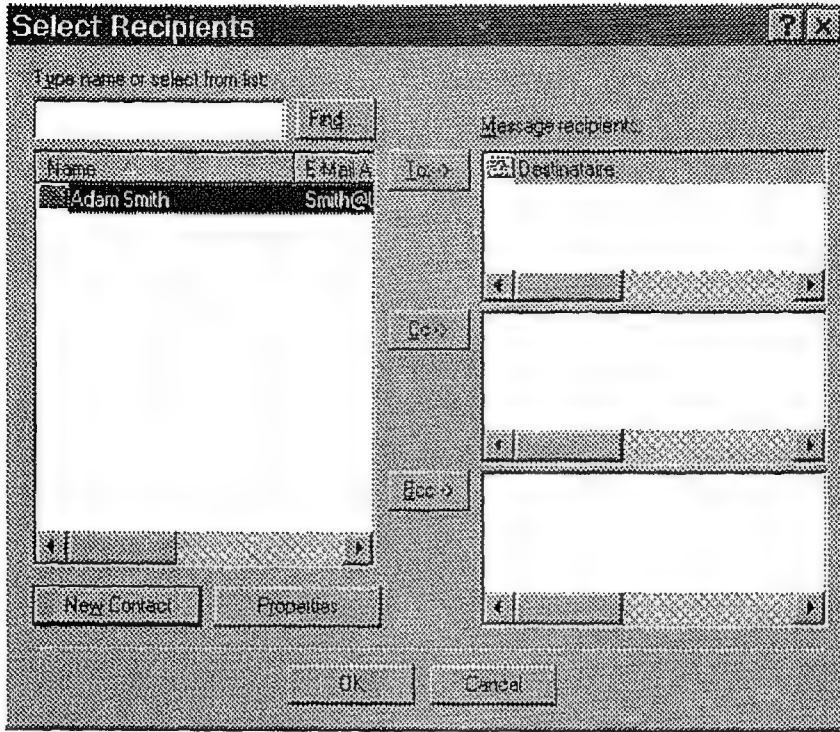 Select Recipients
Type name or select from list:
Find...
Name E-Mail A
Adam Smith Smith@
New Contact Properties
To: ->
Cc: ->
Bcc ->
Message recipients:
Destinataire
OK Cancel